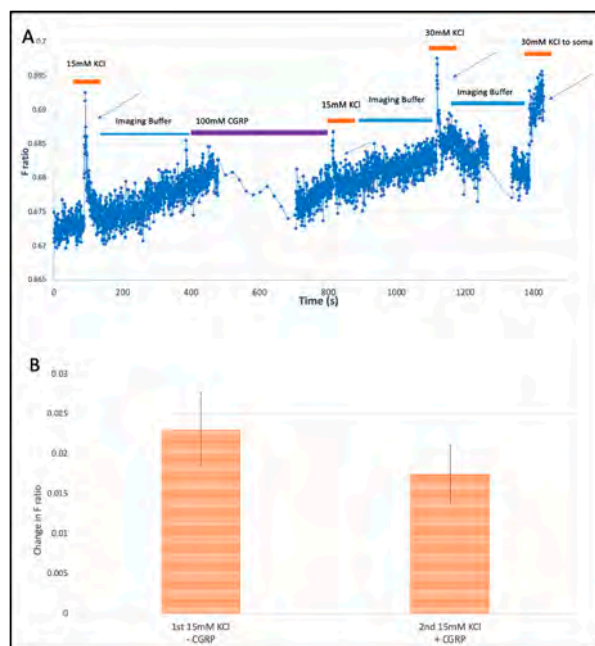 A
0.7
0.695
0.69
0.685
0.68
0.675
0.67
0.665
F ratio
15mM KCl
Imaging Buffer
100mM CGRP
15mM KCl
Imaging Buffer
30mM KCl
Imaging Buffer
30mM KCl to soma
0 200 400 600 800 1000 1200 1400
Time (s)
B
0.03
0.025
0.02
0.015
0.01
0.005
0
Change in F ratio
1st 15mM KCl 2nd 15mM KCl
- CGRP + CGRP